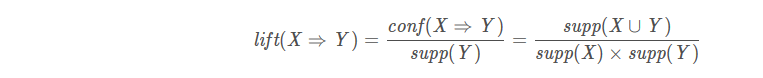 lift(X ⇒ Y) = conf(X ⇒ Y) / supp(Y) = supp(X ∪ Y) / supp(X) × supp(Y)